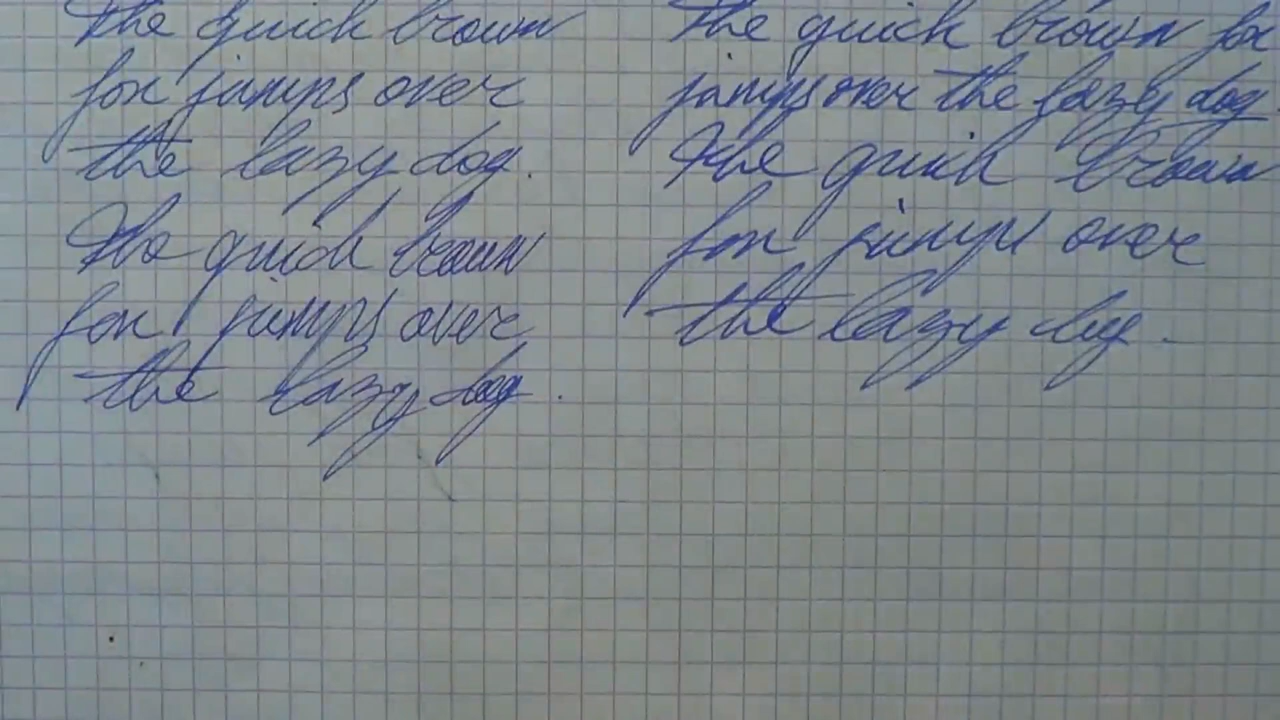 The quick brown
fox jumps over
the lazy dog.
The quick brown
fox jumps over
the lazy dog.
The quick brown fox
jumps over the lazy dog
The quick brown
fox jumps over
the lazy dog.